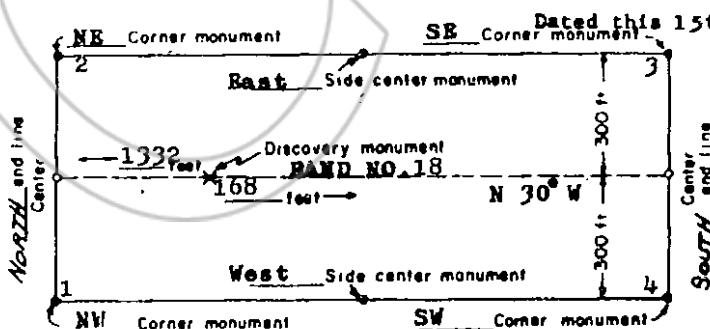 Dated this 15t
NE Corner monument SE Corner monument
2 3
East Side center monument
300 ft
NORTH end line
Center
1332 feet Discovery monument
RAND NO.18
168 feet
N 30° W
Center
SOUTH end line
300 ft
West Side center monument
1 4
NW Corner monument SW Corner monument